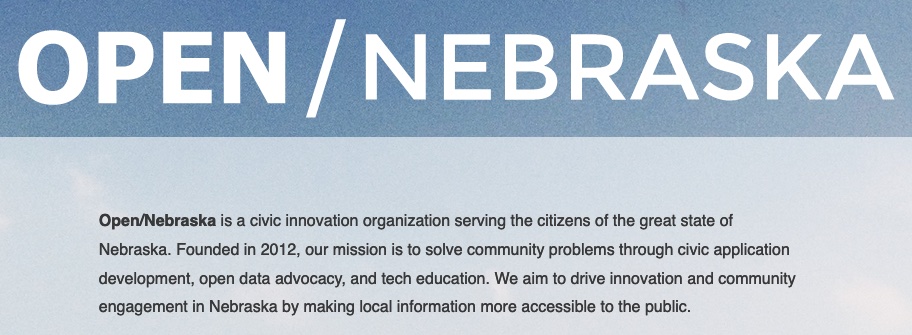 OPEN/NEBRASKA
Open/Nebraska is a civic innovation organization serving the citizens of the great state of
Nebraska. Founded in 2012, our mission is to solve community problems through civic application
development, open data advocacy, and tech education. We aim to drive innovation and community
engagement in Nebraska by making local information more accessible to the public.